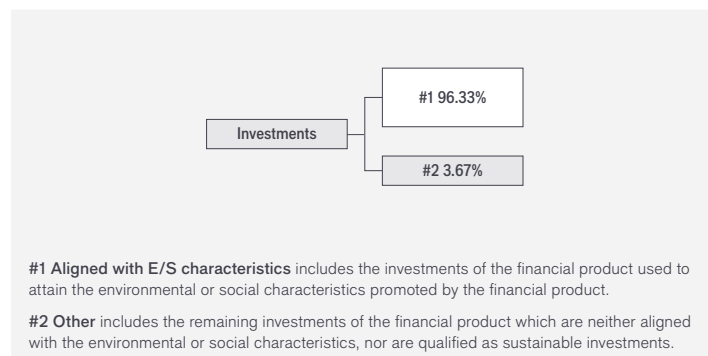 #1 96.33%
Investments
#2 3.67%
#1 Aligned with E/S characteristics includes the investments of the financial product used to
attain the environmental or social characteristics promoted by the financial product.
#2 Other includes the remaining investments of the financial product which are neither aligned
with the environmental or social characteristics, nor are qualified as sustainable investments.